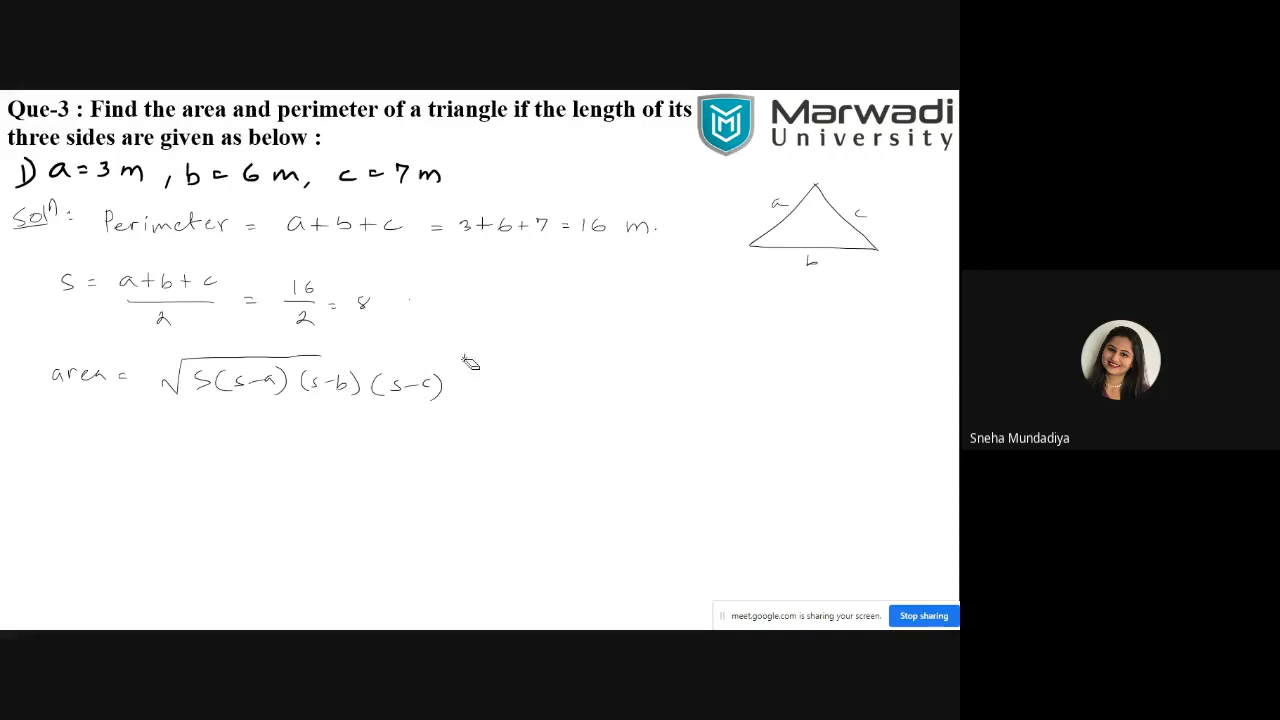 Que-3 : Find the area and perimeter of a triangle if the length of its
three sides are given as below :
Marwadi
University
1) a = 3 m , b = 6 m, c = 7 m
Solⁿ : Perimeter = a + b + c = 3 + 6 + 7 = 16 m.
a
c
b
s = a + b + c / 2 = 16 / 2 = 8
area = √ s (s-a) (s-b) (s-c)
Sneha Mundadiya
meet.google.com is sharing your screen. Stop sharing